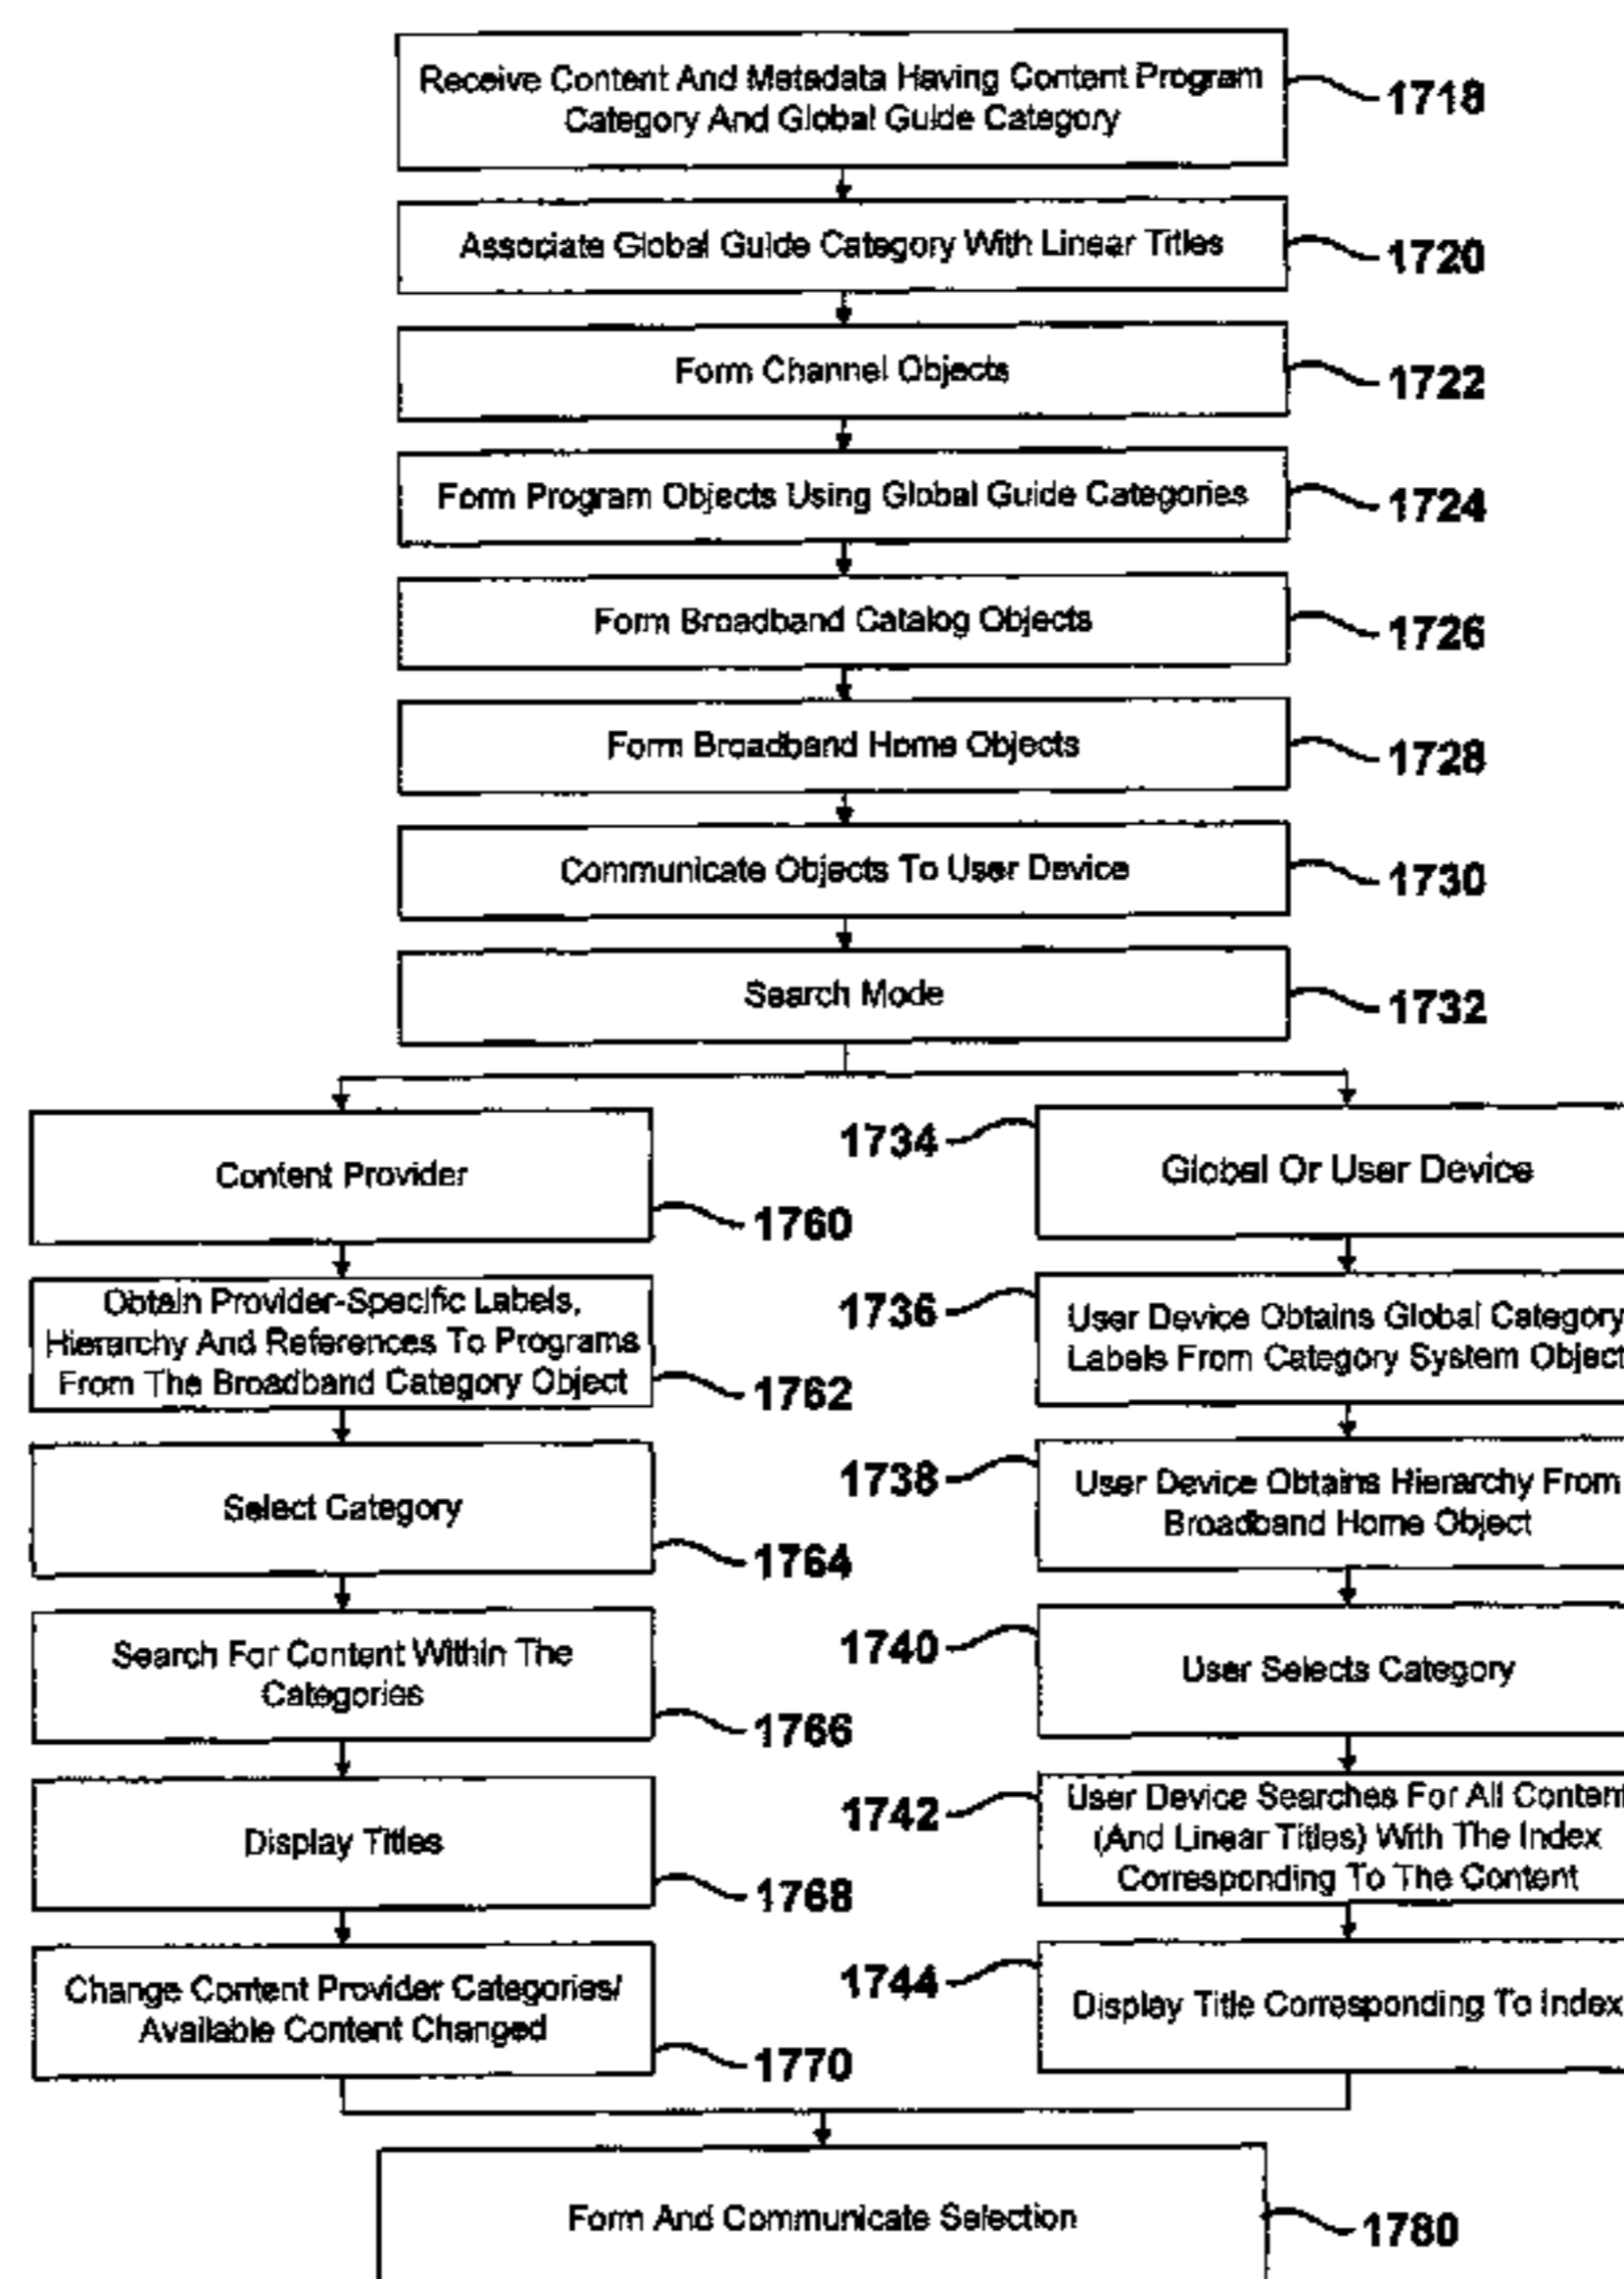 Receive Content And Metadata Having Content Program
Category And Global Guide Category
1718
Associate Global Guide Category With Linear Titles
1720
Form Channel Objects
1722
Form Program Objects Using Global Guide Categories
1724
Form Broadband Catalog Objects
1726
Form Broadband Home Objects
1728
Communicate Objects To User Device
1730
Search Mode
1732
Content Provider
1760
Obtain Provider-Specific Labels,
Hierarchy And References To Programs
From The Broadband Category Object
1762
Select Category
1764
Search For Content Within The
Categories
1766
Display Titles
1768
Change Content Provider Categories/
Available Content Changed
1770
1734
Global Or User Device
1736
User Device Obtains Global Category
Labels From Category System Object
1738
User Device Obtains Hierarchy From
Broadband Home Object
1740
User Selects Category
1742
User Device Searches For All Content
(And Linear Titles) With The Index
Corresponding To The Content
1744
Display Title Corresponding To Index
Form And Communicate Selection
1780